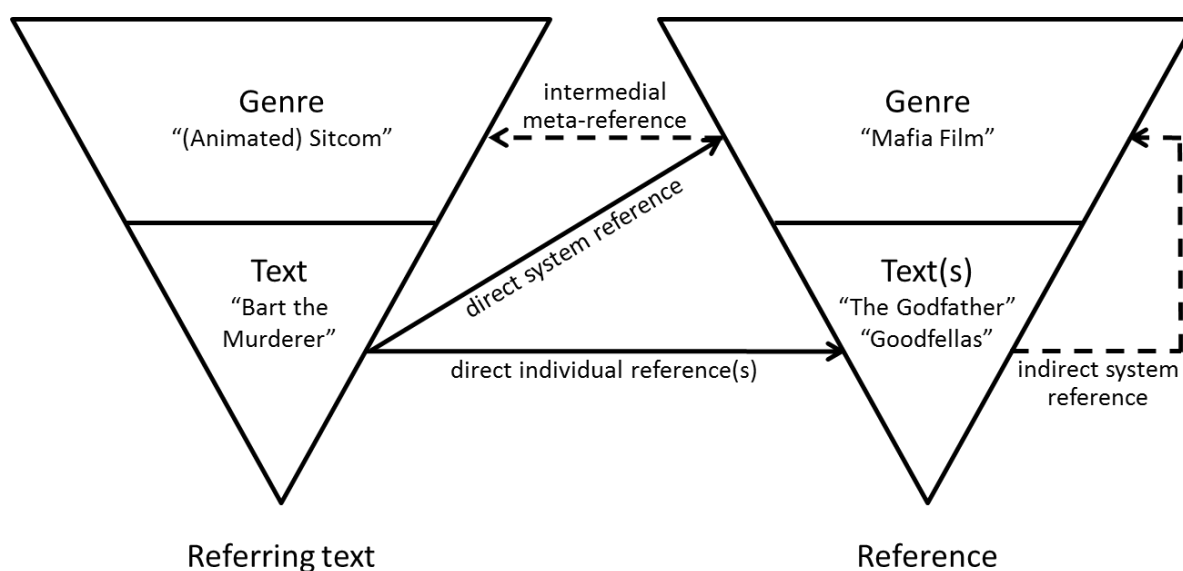 Genre
“(Animated) Sitcom”
intermedial
meta-reference
Genre
“Mafia Film”
direct system reference
Text
“Bart the
Murderer”
Text(s)
“The Godfather”
“Goodfellas”
direct individual reference(s)
indirect system
reference
Referring text
Reference